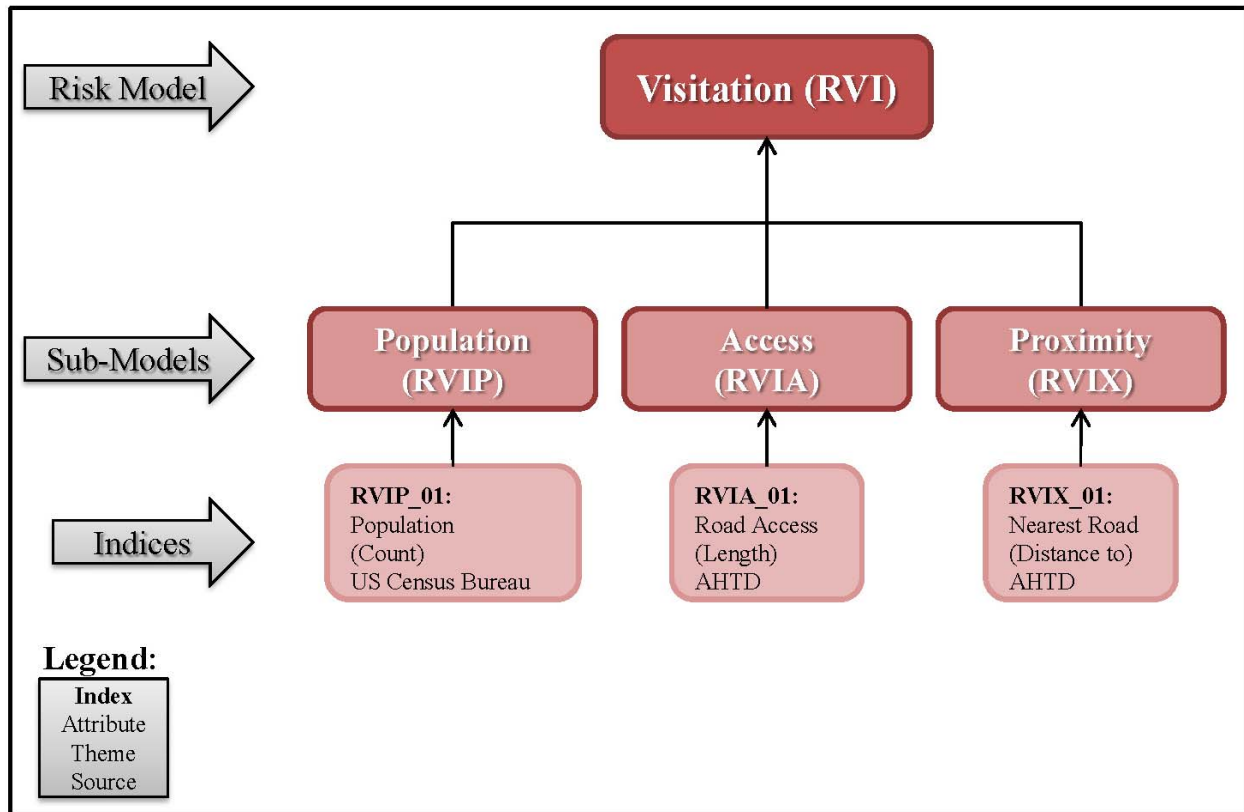 Risk Model
Visitation (RVI)
Sub-Models
Population
(RVIP)
Access
(RVIA)
Proximity
(RVIX)
Indices
RVIP_01:
Population
(Count)
US Census Bureau
RVIA_01:
Road Access
(Length)
AHTD
RVIX_01:
Nearest Road
(Distance to)
AHTD
Legend:
Index
Attribute
Theme
Source